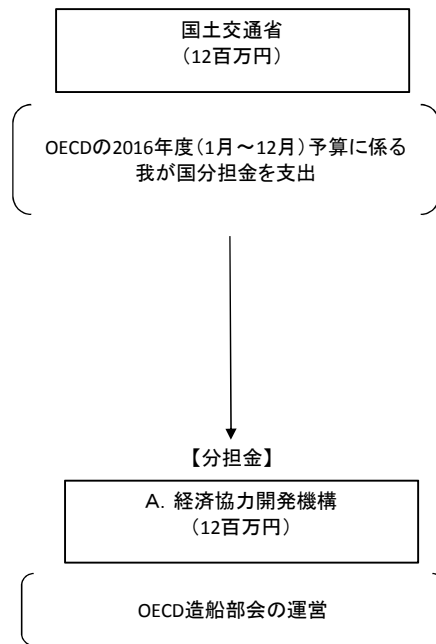 国土交通省
（12百万円）
OECDの2016年度（1月～12月）予算に係る
我が国分担金を支出
【分担金】
A．経済協力開発機構
（12百万円）
OECD造船部会の運営